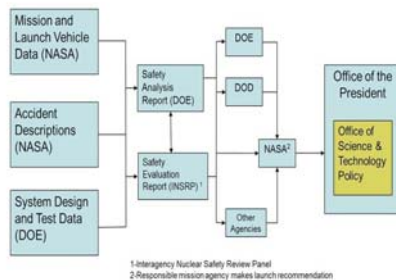 Mission and
Launch Vehicle
Data (NASA)
Accident
Descriptions
(NASA)
System Design
and Test Data
(DOE)
Safety
Analysis
Report (DOE)
Safety
Evaluation
Report (INSRP) 1
DOE
DOD
NASA2
Other
Agencies
Office of the
President
Office of
Science &
Technology
Policy
1-Interagency Nuclear Safety Review Panel
2-Responsible mission agency makes launch recommendation